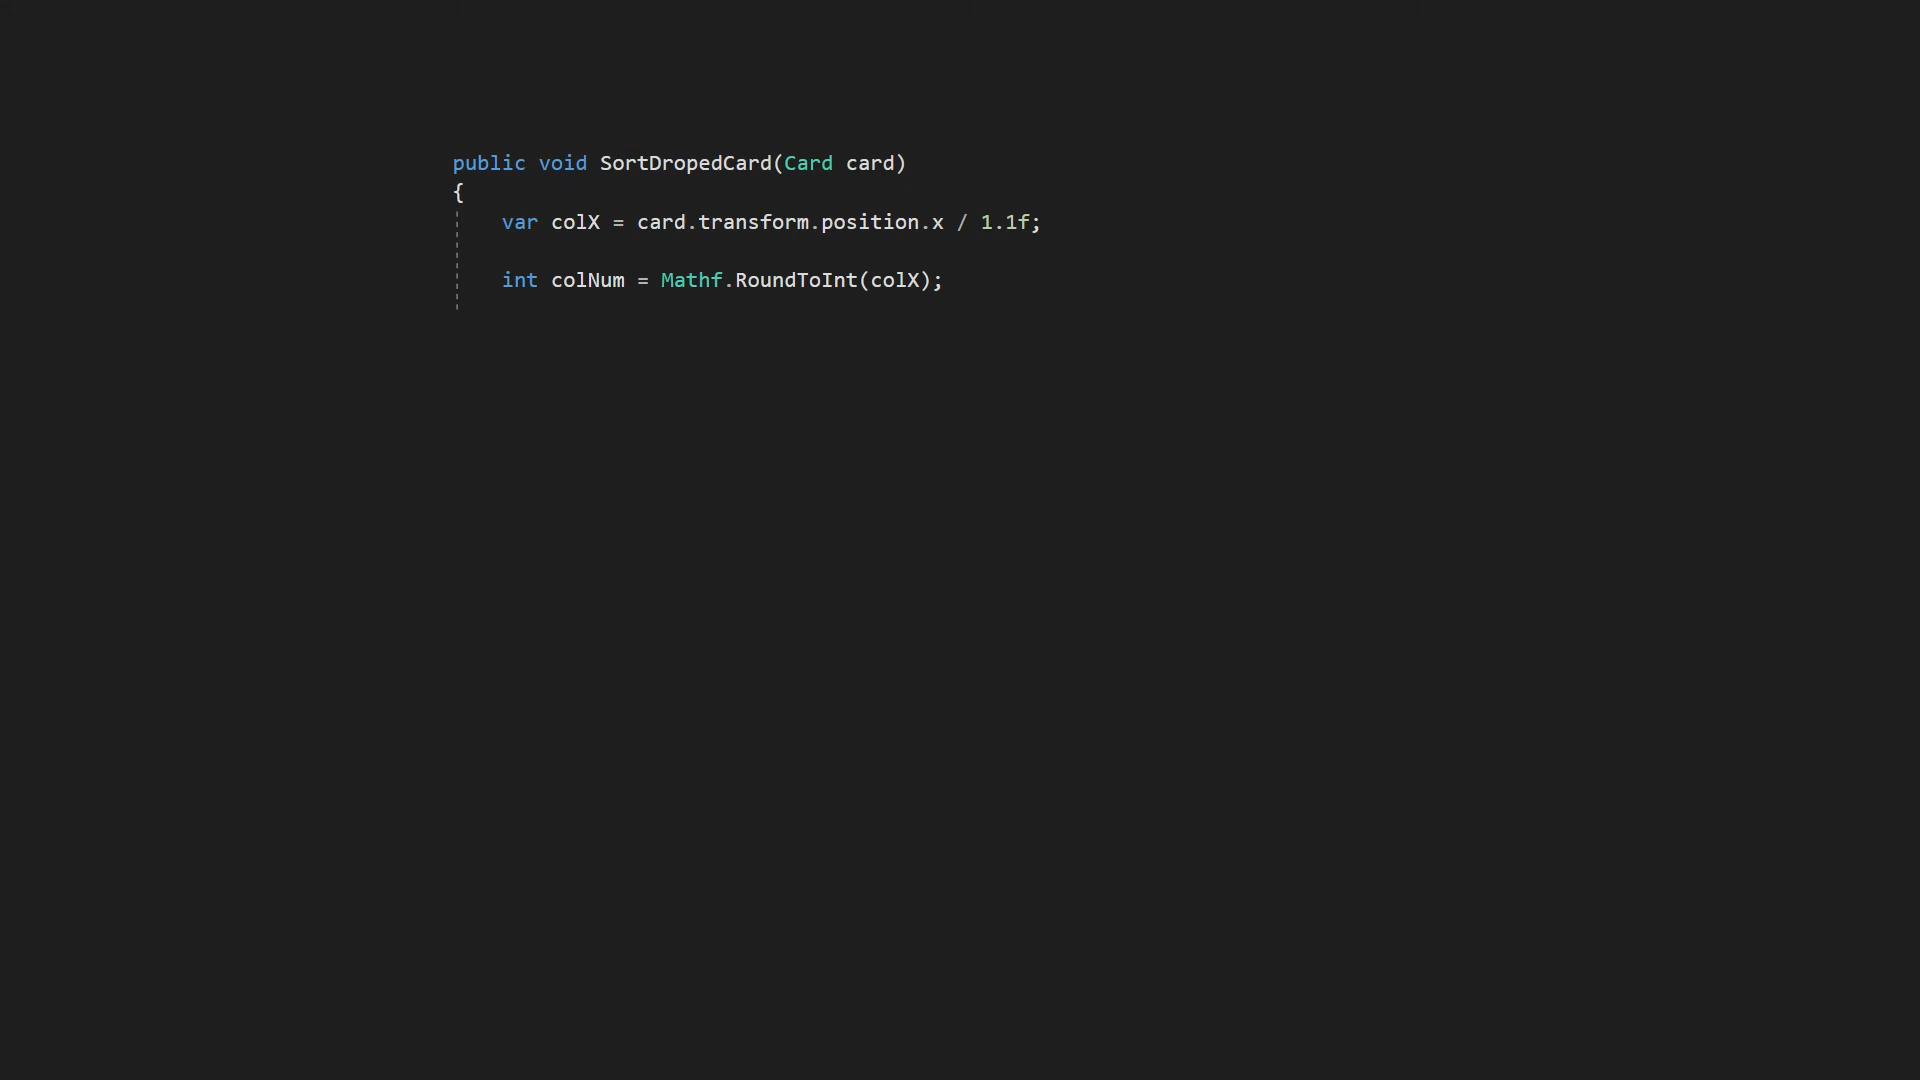 public void SortDropedCard(Card card)
{
var colX = card.transform.position.x / 1.1f;
int colNum = Mathf.RoundToInt(colX);